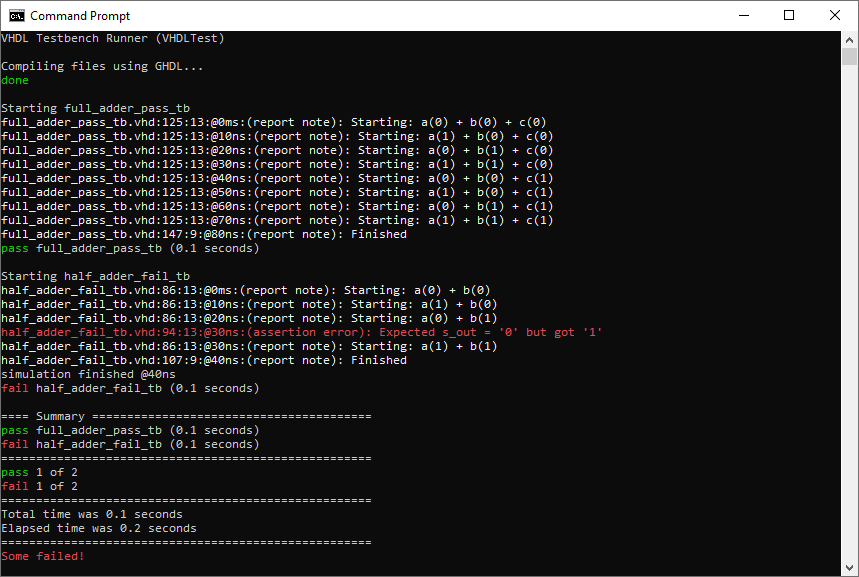 Command Prompt
VHDL Testbench Runner (VHDLTest)
Compiling files using GHDL...
done
Starting full_adder_pass_tb
full_adder_pass_tb.vhd:125:13:@0ms:(report note): Starting: a(0) + b(0) + c(0)
full_adder_pass_tb.vhd:125:13:@10ns:(report note): Starting: a(1) + b(0) + c(0)
full_adder_pass_tb.vhd:125:13:@20ns:(report note): Starting: a(0) + b(1) + c(0)
full_adder_pass_tb.vhd:125:13:@30ns:(report note): Starting: a(1) + b(1) + c(0)
full_adder_pass_tb.vhd:125:13:@40ns:(report note): Starting: a(0) + b(0) + c(1)
full_adder_pass_tb.vhd:125:13:@50ns:(report note): Starting: a(1) + b(0) + c(1)
full_adder_pass_tb.vhd:125:13:@60ns:(report note): Starting: a(0) + b(1) + c(1)
full_adder_pass_tb.vhd:125:13:@70ns:(report note): Starting: a(1) + b(1) + c(1)
full_adder_pass_tb.vhd:147:9:@80ns:(report note): Finished
pass full_adder_pass_tb (0.1 seconds)
Starting half_adder_fail_tb
half_adder_fail_tb.vhd:86:13:@0ms:(report note): Starting: a(0) + b(0)
half_adder_fail_tb.vhd:86:13:@10ns:(report note): Starting: a(1) + b(0)
half_adder_fail_tb.vhd:86:13:@20ns:(report note): Starting: a(0) + b(1)
half_adder_fail_tb.vhd:94:13:@30ns:(assertion error): Expected s_out = '0' but got '1'
half_adder_fail_tb.vhd:86:13:@30ns:(report note): Starting: a(1) + b(1)
half_adder_fail_tb.vhd:107:9:@40ns:(report note): Finished
simulation finished @40ns
fail half_adder_fail_tb (0.1 seconds)
==== Summary ========================================
pass full_adder_pass_tb (0.1 seconds)
fail half_adder_fail_tb (0.1 seconds)
=====================================================
pass 1 of 2
fail 1 of 2
=====================================================
Total time was 0.1 seconds
Elapsed time was 0.2 seconds
=====================================================
Some failed!